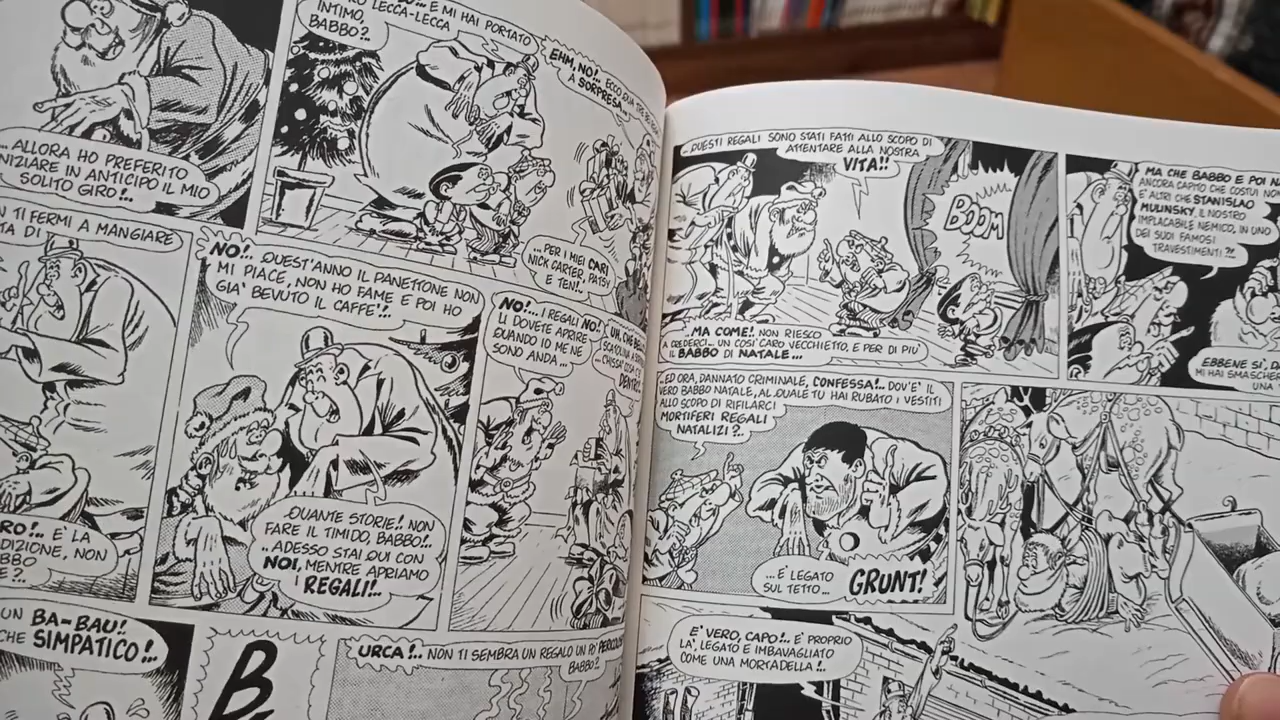 ...ALLORA HO PREFERITO
INIZIARE IN ANTICIPO IL MIO
SOLITO GIRO!..
E MI HAI PORTATO
LECCA-LECCA
INTIMO,
BABBO?..
EHM, NO!.. ECCO QUA TRE
A SORPRESA
...PER I MIEI CARI
NICK CARTER, PATSY
E TEN!..
TI FERMI A MANGIARE
DI
È LA
NON
NO!.. QUEST'ANNO IL PANETTONE NON
MI PIACE, NON HO FAME E POI HO
GIA' BEVUTO IL CAFFE'!..
..QUANTE STORIE!. NON
FARE IL TIMIDO, BABBO!..
..ADESSO STAI QUI CON
NOI, MENTRE APRIAMO
I REGALI!..
NO!... I REGALI NO!
LI DOVETE APRIRE
QUANDO IO ME NE
SONO ANDA...
UH, CHE
UN BA-BAU!!
CHE SIMPATICO!..
URCA!.. NON TI SEMBRA UN REGALO UN PO'
BABBO?
...QUESTI REGALI SONO STATI FATTI ALLO SCOPO DI
ATTENTARE ALLA NOSTRA
VITA!!
BOOM
...MA COME!. NON RIESCO
A CREDERCI... UN COSI' CARO VECCHIETTO, E PER DI PIU'
IL BABBO DI NATALE...
MA CHE BABBO E POI
ANCORA CAPITO CHE COSTUI
E ALTRI CHE STANISLAO
MULINSKY, IL NOSTRO
IMPLACABILE NEMICO, IN UNO
DEI SUOI FAMOSI
TRAVESTIMENTI?!.
EBBENE SI',
MI HAI
UNA
..ED ORA, DANNATO CRIMINALE, CONFESSA!.. DOV'E' IL
VERO BABBO NATALE, AL QUALE TU HAI RUBATO I VESTITI
ALLO SCOPO DI RIFILARCI
MORTIFERI REGALI
NATALIZI ?..
...E' LEGATO
SUL TETTO...
GRUNT!
E' VERO, CAPO!.. E' PROPRIO
LA', LEGATO E IMBAVAGLIATO
COME UNA MORTADELLA!..